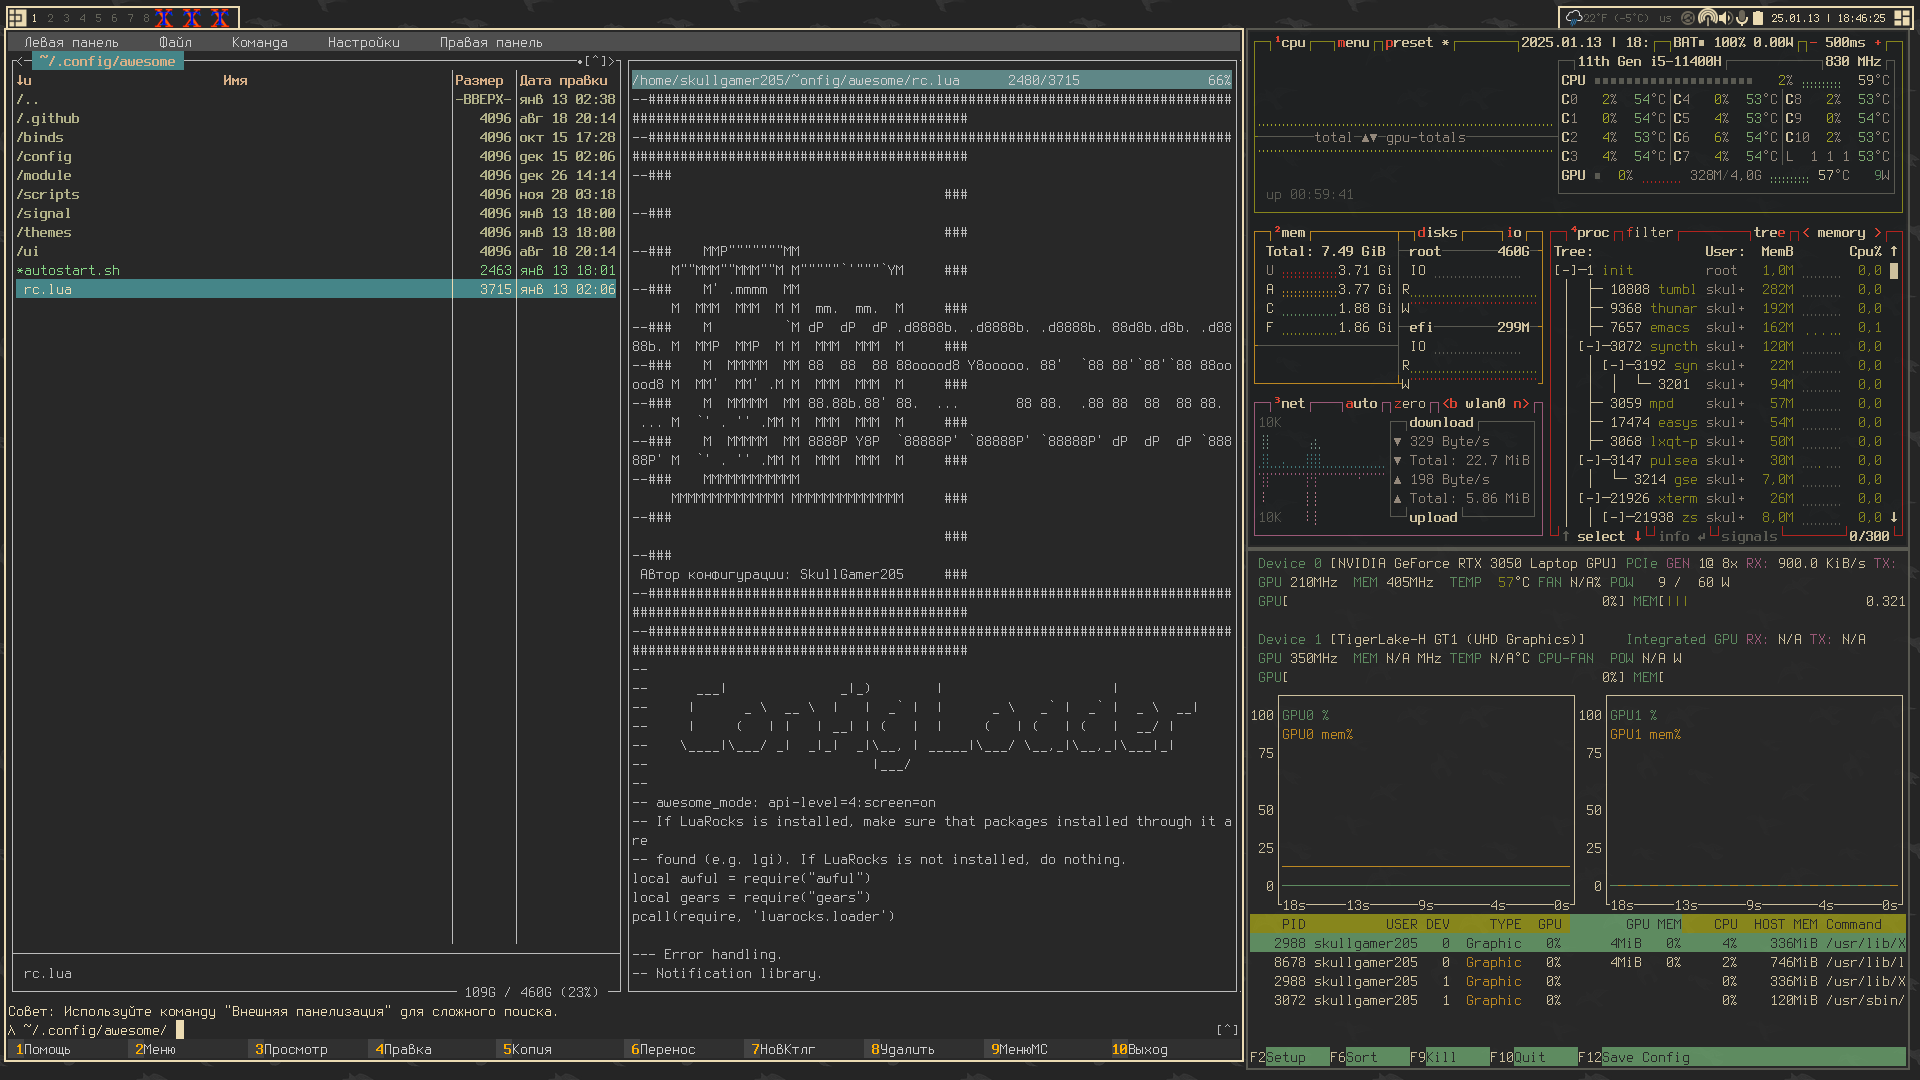 1 2 3 4 5 6 7 8
22°F (-5°C) us 25.01.13 | 18:46:25
Левая панель Файл Команда Настройки Правая панель
~/.config/awesome
↓и Имя Размер Дата правки
/.. -ВВЕРХ- янв 13 02:38
/.github 4096 авг 18 20:14
/binds 4096 окт 15 17:28
/config 4096 дек 15 02:06
/module 4096 дек 26 14:14
/scripts 4096 ноя 28 03:18
/signal 4096 янв 13 18:00
/themes 4096 янв 13 18:00
/ui 4096 авг 18 20:14
*autostart.sh 2463 янв 13 18:01
rc.lua 3715 янв 13 02:06
rc.lua
109G / 460G (23%)
/home/skullgamer205/~onfig/awesome/rc.lua 2480/3715 66%
Автор конфигурации: SkullGamer205 ###
-- awesome_mode: api-level=4:screen=on
-- If LuaRocks is installed, make sure that packages installed through it a
re
-- found (e.g. lgi). If LuaRocks is not installed, do nothing.
local awful = require("awful")
local gears = require("gears")
pcall(require, 'luarocks.loader')
--- Error handling.
-- Notification library.
Совет: Используйте команду "Внешняя панелизация" для сложного поиска.
λ ~/.config/awesome/ [^]
1Помощь 2Меню 3Просмотр 4Правка 5Копия 6Перенос 7НовКтлг 8Удалить 9МенюМС 10Выход
1cpu menu preset * 2025.01.13 | 18: BAT 100% 0.00W - 500ms +
11th Gen i5-11400H 830 MHz
CPU 2% 59°C
C0 2% 54°C C4 0% 53°C C8 2% 53°C
C1 0% 54°C C5 4% 53°C C9 0% 54°C
C2 4% 53°C C6 6% 54°C C10 2% 53°C
C3 4% 54°C C7 4% 54°C L 1 1 1 53°C
GPU 0% 328M/4,0G 57°C 9W
total ▲▼ gpu-totals
up 00:59:41
2mem disks io
Total: 7.49 GiB root 460G
U 3.71 Gi IO
A 3.77 Gi R
C 1.88 Gi W
F 1.86 Gi efi 299M
IO
R
W
3net auto zero <b wlan0 n>
10K download
▼ 329 Byte/s
▼ Total: 22.7 MiB
▲ 198 Byte/s
▲ Total: 5.86 MiB
10K upload
4proc filter tree < memory >
Tree: User: MemB Cpu% ↑
[-]-1 init root 1,0M 0,0
10808 tumbl skul+ 282M 0,0
9368 thunar skul+ 192M 0,0
7657 emacs skul+ 162M 0,1
[-]-3072 syncth skul+ 120M 0,0
[-]-3192 syn skul+ 22M 0,0
3201 skul+ 94M 0,0
3059 mpd skul+ 57M 0,0
17474 easys skul+ 54M 0,0
3068 lxqt-p skul+ 50M 0,0
[-]-3147 pulsea skul+ 30M 0,0
3214 gse skul+ 7,0M 0,0
[-]-21926 xterm skul+ 26M 0,0
[-]-21938 zs skul+ 8,0M 0,0 ↓
↑ select ↓ info ↵ signals 0/300
Device 0 [NVIDIA GeForce RTX 3050 Laptop GPU] PCIe GEN 1@ 8x RX: 900.0 KiB/s TX:
GPU 210MHz MEM 405MHz TEMP 57°C FAN N/A% POW 9 / 60 W
GPU[ 0%] MEM[||| 0.321
Device 1 [TigerLake-H GT1 (UHD Graphics)] Integrated GPU RX: N/A TX: N/A
GPU 350MHz MEM N/A MHz TEMP N/A°C CPU-FAN POW N/A W
GPU[ 0%] MEM[
100 GPU0 % 100 GPU1 %
GPU0 mem% GPU1 mem%
75 75
50 50
25 25
0 0
18s 13s 9s 4s 0s 18s 13s 9s 4s 0s
PID USER DEV TYPE GPU GPU MEM CPU HOST MEM Command
2988 skullgamer205 0 Graphic 0% 4MiB 0% 4% 336MiB /usr/lib/X
8678 skullgamer205 0 Graphic 0% 4MiB 0% 2% 746MiB /usr/lib/l
2988 skullgamer205 1 Graphic 0% 0% 336MiB /usr/lib/X
3072 skullgamer205 1 Graphic 0% 0% 120MiB /usr/sbin/
F2Setup F6Sort F9Kill F10Quit F12Save Config